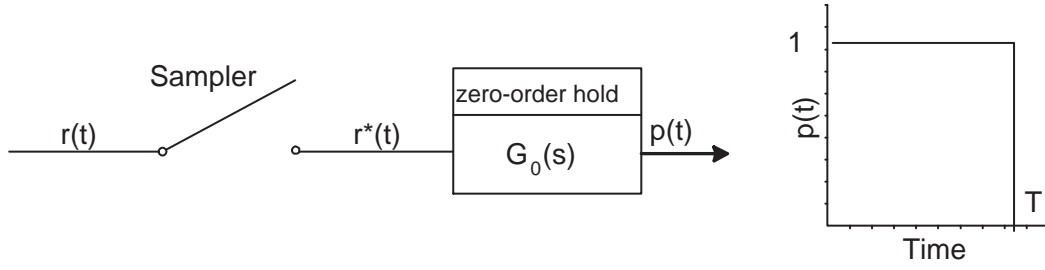 Sampler
r(t)
r*(t)
zero-order hold
G₀(s)
p(t)
1
p(t)
T
Time